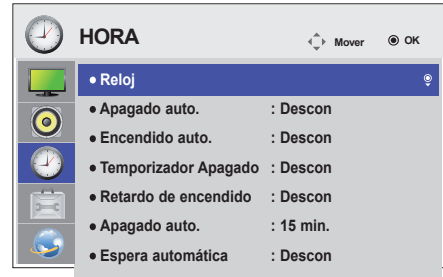 HORA
Mover
OK
● Reloj
● Apagado auto. : Descon
● Encendido auto. : Descon
● Temporizador Apagado : Descon
● Retardo de encendido : Descon
● Apagado auto. : 15 min.
● Espera automática : Descon